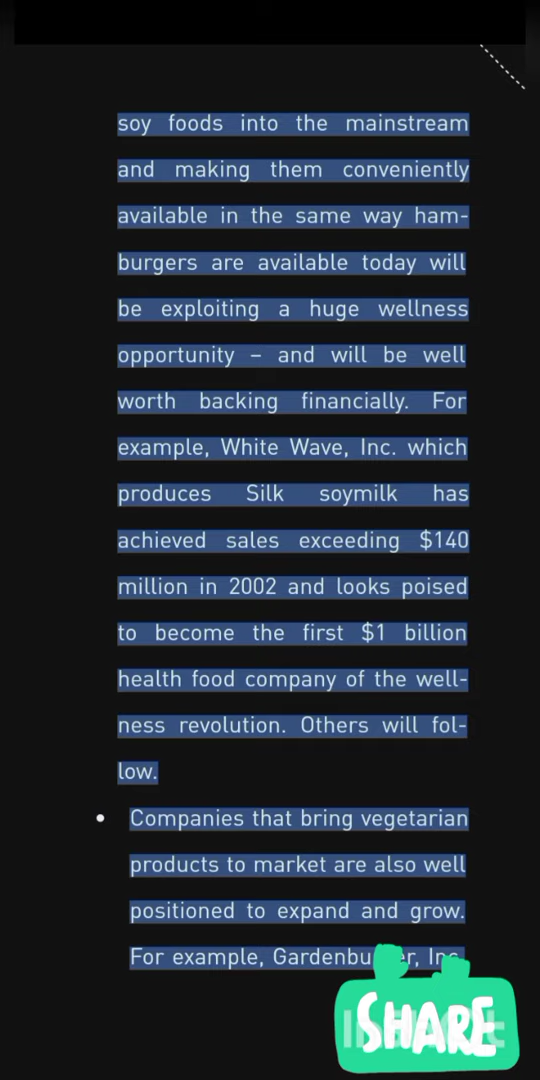 soy foods into the mainstream
and making them conveniently
available in the same way ham-
burgers are available today will
be exploiting a huge wellness
opportunity – and will be well
worth backing financially. For
example, White Wave, Inc. which
produces Silk soymilk has
achieved sales exceeding $140
million in 2002 and looks poised
to become the first $1 billion
health food company of the well-
ness revolution. Others will fol-
low.
• Companies that bring vegetarian
products to market are also well
positioned to expand and grow.
For example, Gardenburger, Inc.
SHARE